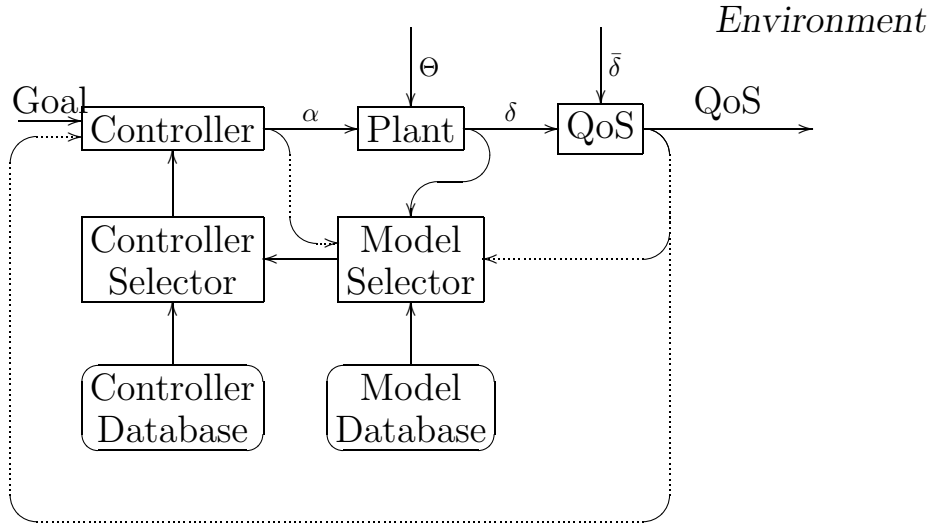 Environment
Θ
δ̄
Goal
α
δ
QoS
Controller
Plant
QoS
Controller
Selector
Model
Selector
Controller
Database
Model
Database